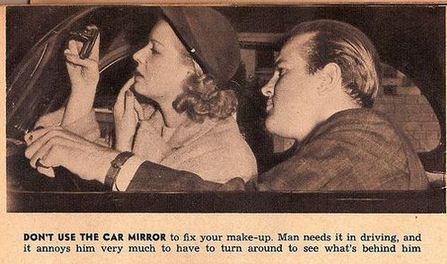 DON'T USE THE CAR MIRROR to fix your make-up. Man needs it in driving, and
it annoys him very much to have to turn around to see what's behind him